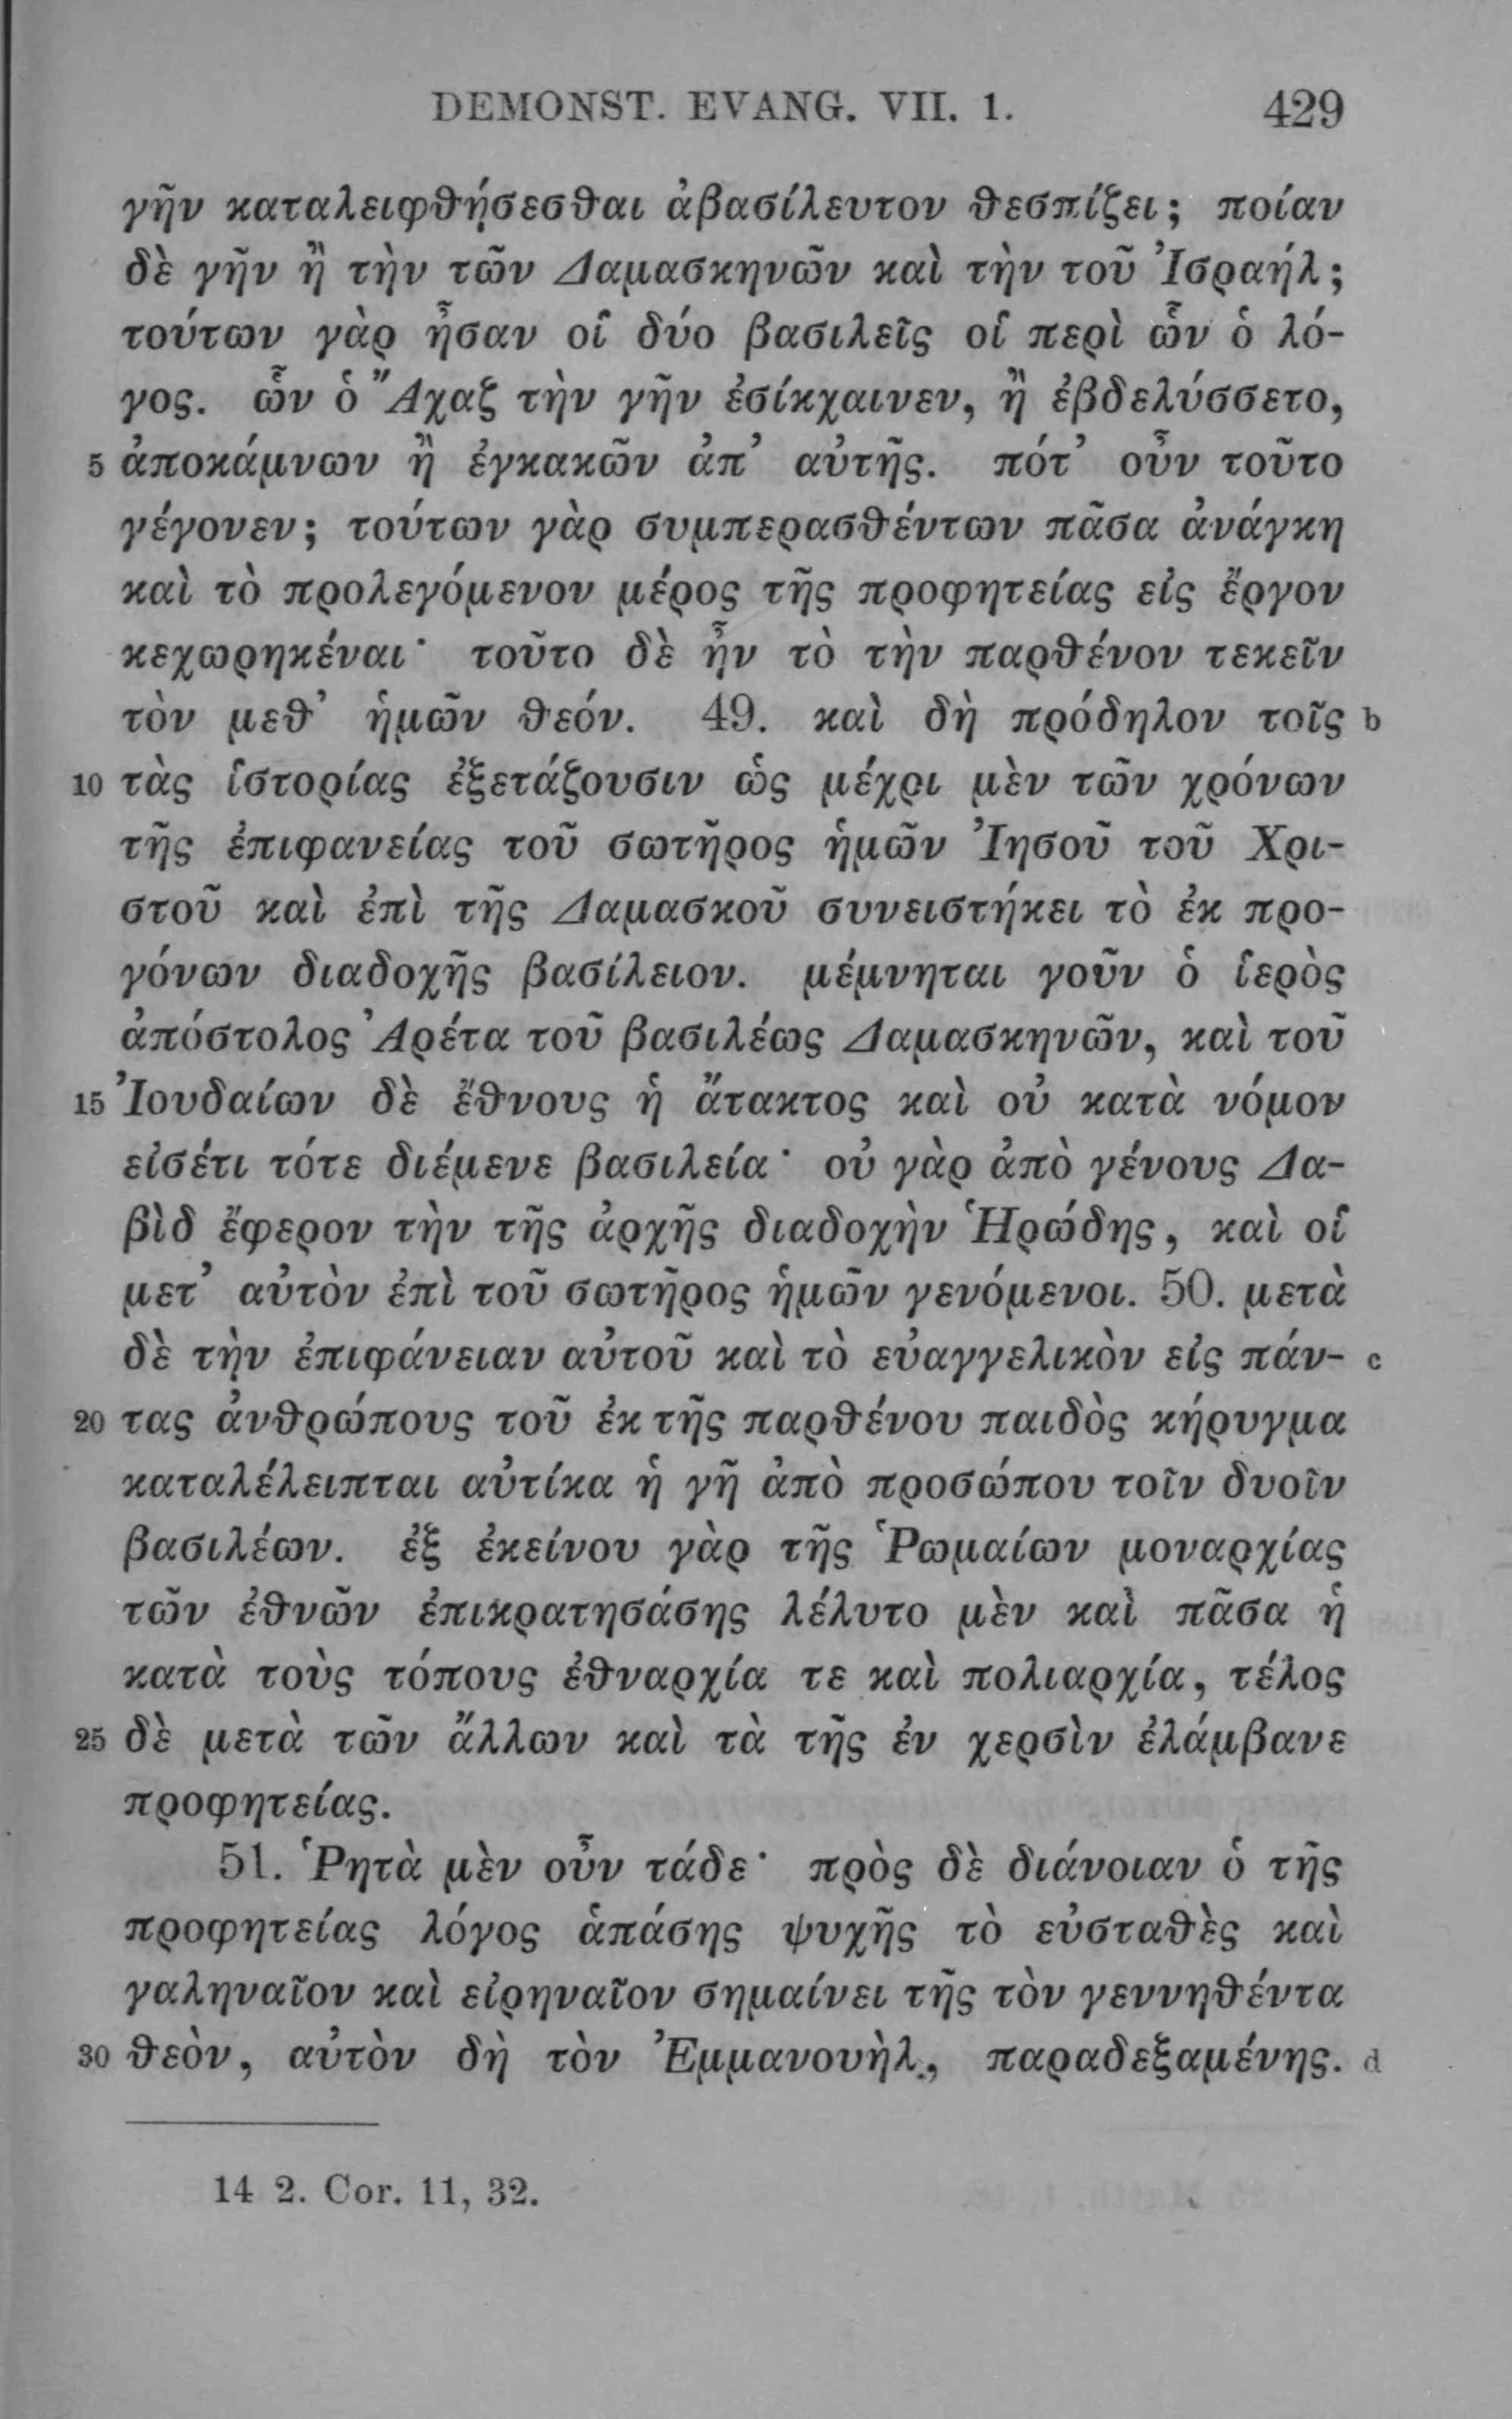 DEMONST. EVANG. VII. 1. 429
γῆν καταλειφθήσεσθαι ἀβασίλευτον θεσπίζει; ποίαν
δὲ γῆν ἢ τὴν τῶν Δαμασκηνῶν καὶ τὴν τοῦ Ἰσραήλ;
τούτων γὰρ ἦσαν οἱ δύο βασιλεῖς οἱ περὶ ὧν ὁ λό-
γος. ὧν ὁ Ἄχαζ τὴν γῆν ἐσίκχαινεν, ἢ ἐβδελύσσετο,
5 ἀποκάμνων ἢ ἐγκακῶν ἀπ’ αὐτῆς. πότ’ οὖν τοῦτο
γέγονεν; τούτων γὰρ συμπερασθέντων πᾶσα ἀνάγκη
καὶ τὸ προλεγόμενον μέρος τῆς προφητείας εἰς ἔργον
κεχωρηκέναι· τοῦτο δὲ ἦν τὸ τὴν παρθένον τεκεῖν
τὸν μεθ’ ἡμῶν θεόν. 49. καὶ δὴ πρόδηλον τοῖς b
10 τὰς ἱστορίας ἐξετάζουσιν ὡς μέχρι μὲν τῶν χρόνων
τῆς ἐπιφανείας τοῦ σωτῆρος ἡμῶν Ἰησοῦ τοῦ Χρι-
στοῦ καὶ ἐπὶ τῆς Δαμασκοῦ συνειστήκει τὸ ἐκ προ-
γόνων διαδοχῆς βασίλειον. μέμνηται γοῦν ὁ ἱερὸς
ἀπόστολος Ἀρέτα τοῦ βασιλέως Δαμασκηνῶν, καὶ τοῦ
15 Ἰουδαίων δὲ ἔθνους ἡ ἄτακτος καὶ οὐ κατὰ νόμον
εἰσέτι τότε διέμενε βασιλεία· οὐ γὰρ ἀπὸ γένους Δα-
βὶδ ἔφερον τὴν τῆς ἀρχῆς διαδοχὴν Ἡρώδης, καὶ οἱ
μετ’ αὐτὸν ἐπὶ τοῦ σωτῆρος ἡμῶν γενόμενοι. 50. μετὰ
δὲ τὴν ἐπιφάνειαν αὐτοῦ καὶ τὸ εὐαγγελικὸν εἰς πάν- c
20 τας ἀνθρώπους τοῦ ἐκ τῆς παρθένου παιδὸς κήρυγμα
καταλέλειπται αὐτίκα ἡ γῆ ἀπὸ προσώπου τοῖν δυοῖν
βασιλέων. ἐξ ἐκείνου γὰρ τῆς Ῥωμαίων μοναρχίας
τῶν ἐθνῶν ἐπικρατησάσης λέλυτο μὲν καὶ πᾶσα ἡ
κατὰ τοὺς τόπους ἐθναρχία τε καὶ πολιαρχία, τέλος
25 δὲ μετὰ τῶν ἄλλων καὶ τὰ τῆς ἐν χερσὶν ἐλάμβανε
προφητείας.
51. Ῥητὰ μὲν οὖν τάδε· πρὸς δὲ διάνοιαν ὁ τῆς
προφητείας λόγος ἁπάσης ψυχῆς τὸ εὐσταθὲς καὶ
γαληναῖον καὶ εἰρηναῖον σημαίνει τῆς τὸν γεννηθέντα
30 θεὸν, αὐτὸν δὴ τὸν Ἐμμανουὴλ, παραδεξαμένης. d
14 2. Cor. 11, 32.